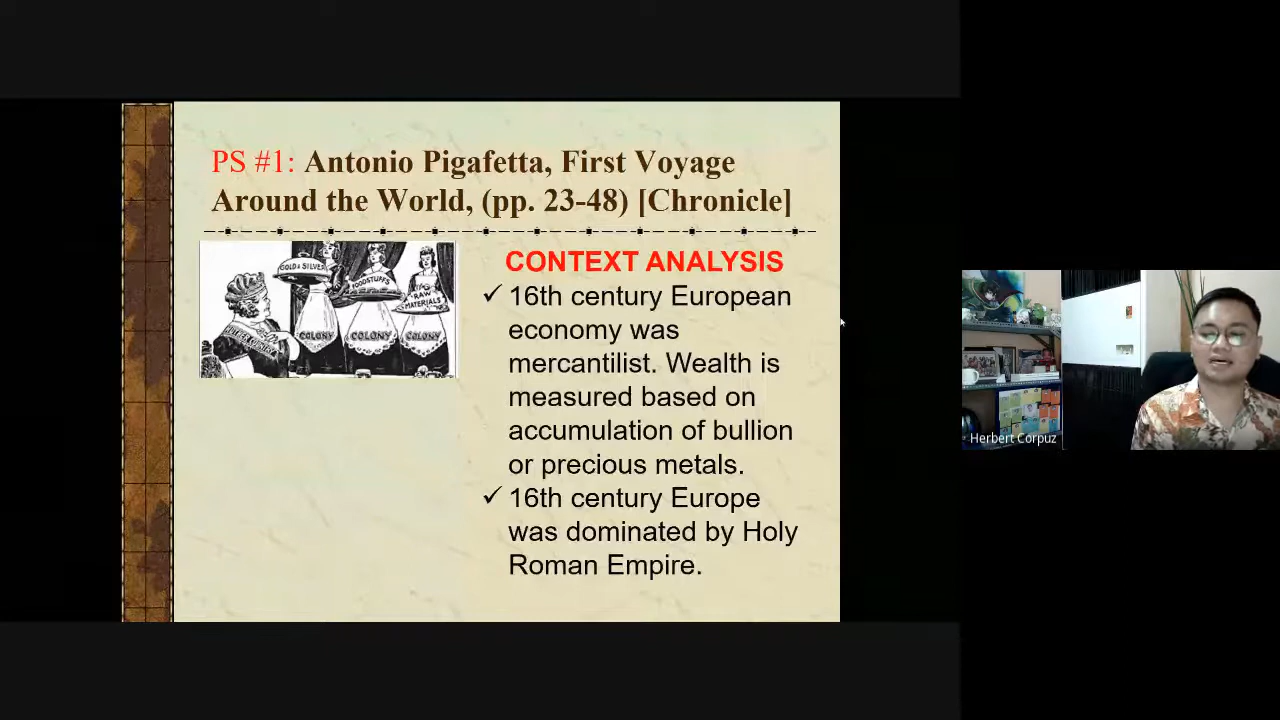 PS #1: Antonio Pigafetta, First Voyage
Around the World, (pp. 23-48) [Chronicle]
GOLD & SILVER
FOODSTUFFS
RAW
MATERIALS
COLONY
COLONY
COLONY
CONTEXT ANALYSIS
✓ 16th century European
economy was
mercantilist. Wealth is
measured based on
accumulation of bullion
or precious metals.
✓ 16th century Europe
was dominated by Holy
Roman Empire.
Herbert Corpuz